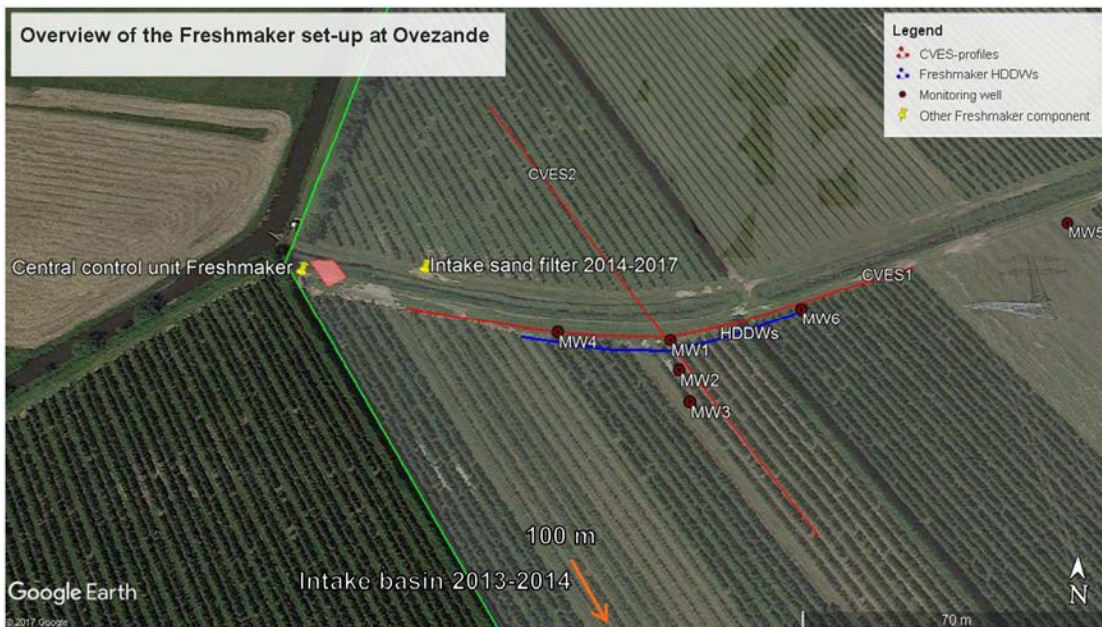 Overview of the Freshmaker set-up at Ovezande
Legend
CVES-profiles
Freshmaker HDDWs
Monitoring well
Other Freshmaker component
CVES2
MW5
Central control unit Freshmaker
Intake sand filter 2014-2017
CVES1
MW6
HDDWs
MW4
MW1
MW2
MW3
100 m
Intake basin 2013-2014
Google Earth
© 2017 Google
N
70 m